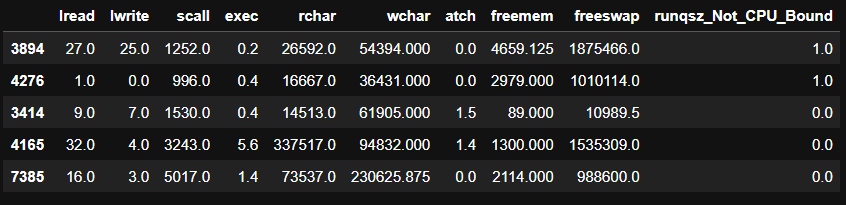 lread lwrite scall exec rchar wchar atch freemem freeswap runqsz_Not_CPU_Bound
3894 27.0 25.0 1252.0 0.2 26592.0 54394.000 0.0 4659.125 1875466.0 1.0
4276 1.0 0.0 996.0 0.4 16667.0 36431.000 0.0 2979.000 1010114.0 1.0
3414 9.0 7.0 1530.0 0.4 14513.0 61905.000 1.5 89.000 10989.5 0.0
4165 32.0 4.0 3243.0 5.6 337517.0 94832.000 1.4 1300.000 1535309.0 0.0
7385 16.0 3.0 5017.0 1.4 73537.0 230625.875 0.0 2114.000 988600.0 0.0